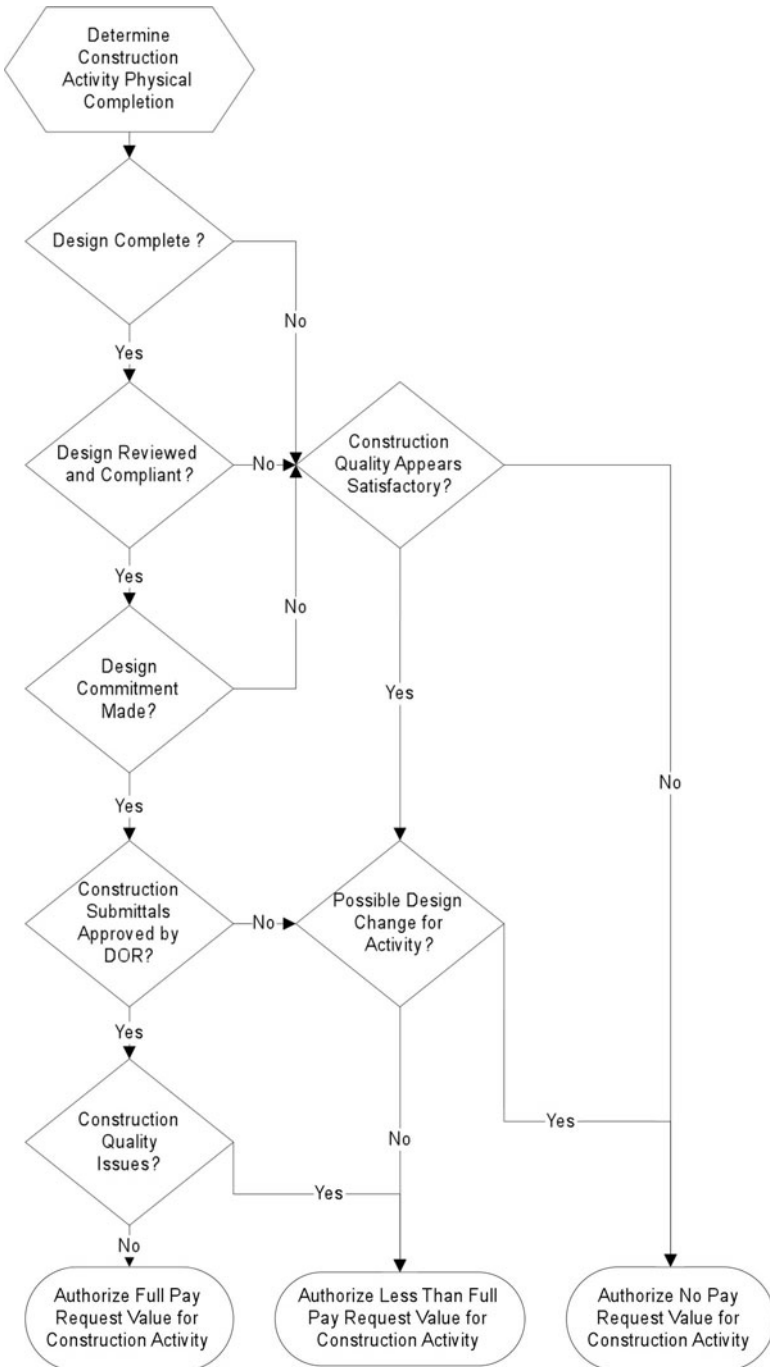 Determine
Construction
Activity Physical
Completion
Design Complete ?
No
Yes
Design Reviewed
and Compliant ?
No
Construction
Quality Appears
Satisfactory?
Yes
No
Design
Commitment
Made?
Yes
No
Yes
Construction
Submittals
Approved by
DOR?
No
Possible Design
Change for
Activity ?
Yes
Yes
Construction
Quality
Issues?
No
Yes
No
Authorize Full Pay
Request Value for
Construction Activity
Authorize Less Than Full
Pay Request Value for
Construction Activity
Authorize No Pay
Request Value for
Construction Activity